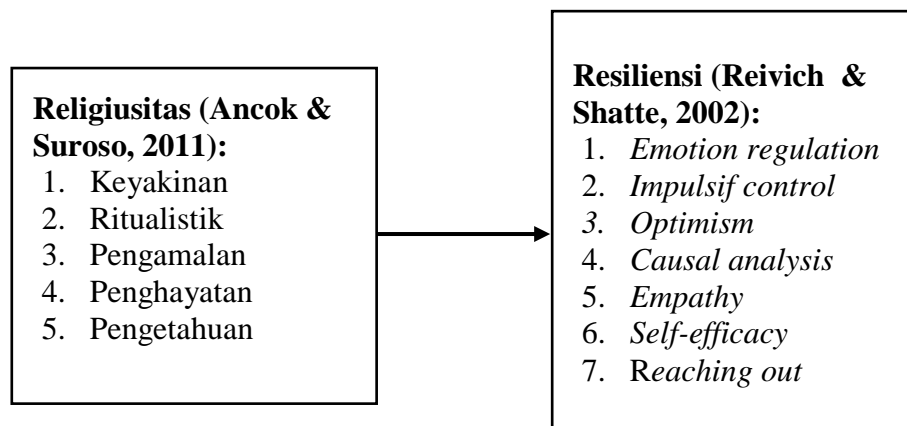 Religiusitas (Ancok &
Suroso, 2011):
1. Keyakinan
2. Ritualistik
3. Pengamalan
4. Penghayatan
5. Pengetahuan
Resiliensi (Reivich &
Shatte, 2002):
1. Emotion regulation
2. Impulsif control
3. Optimism
4. Causal analysis
5. Empathy
6. Self-efficacy
7. Reaching out